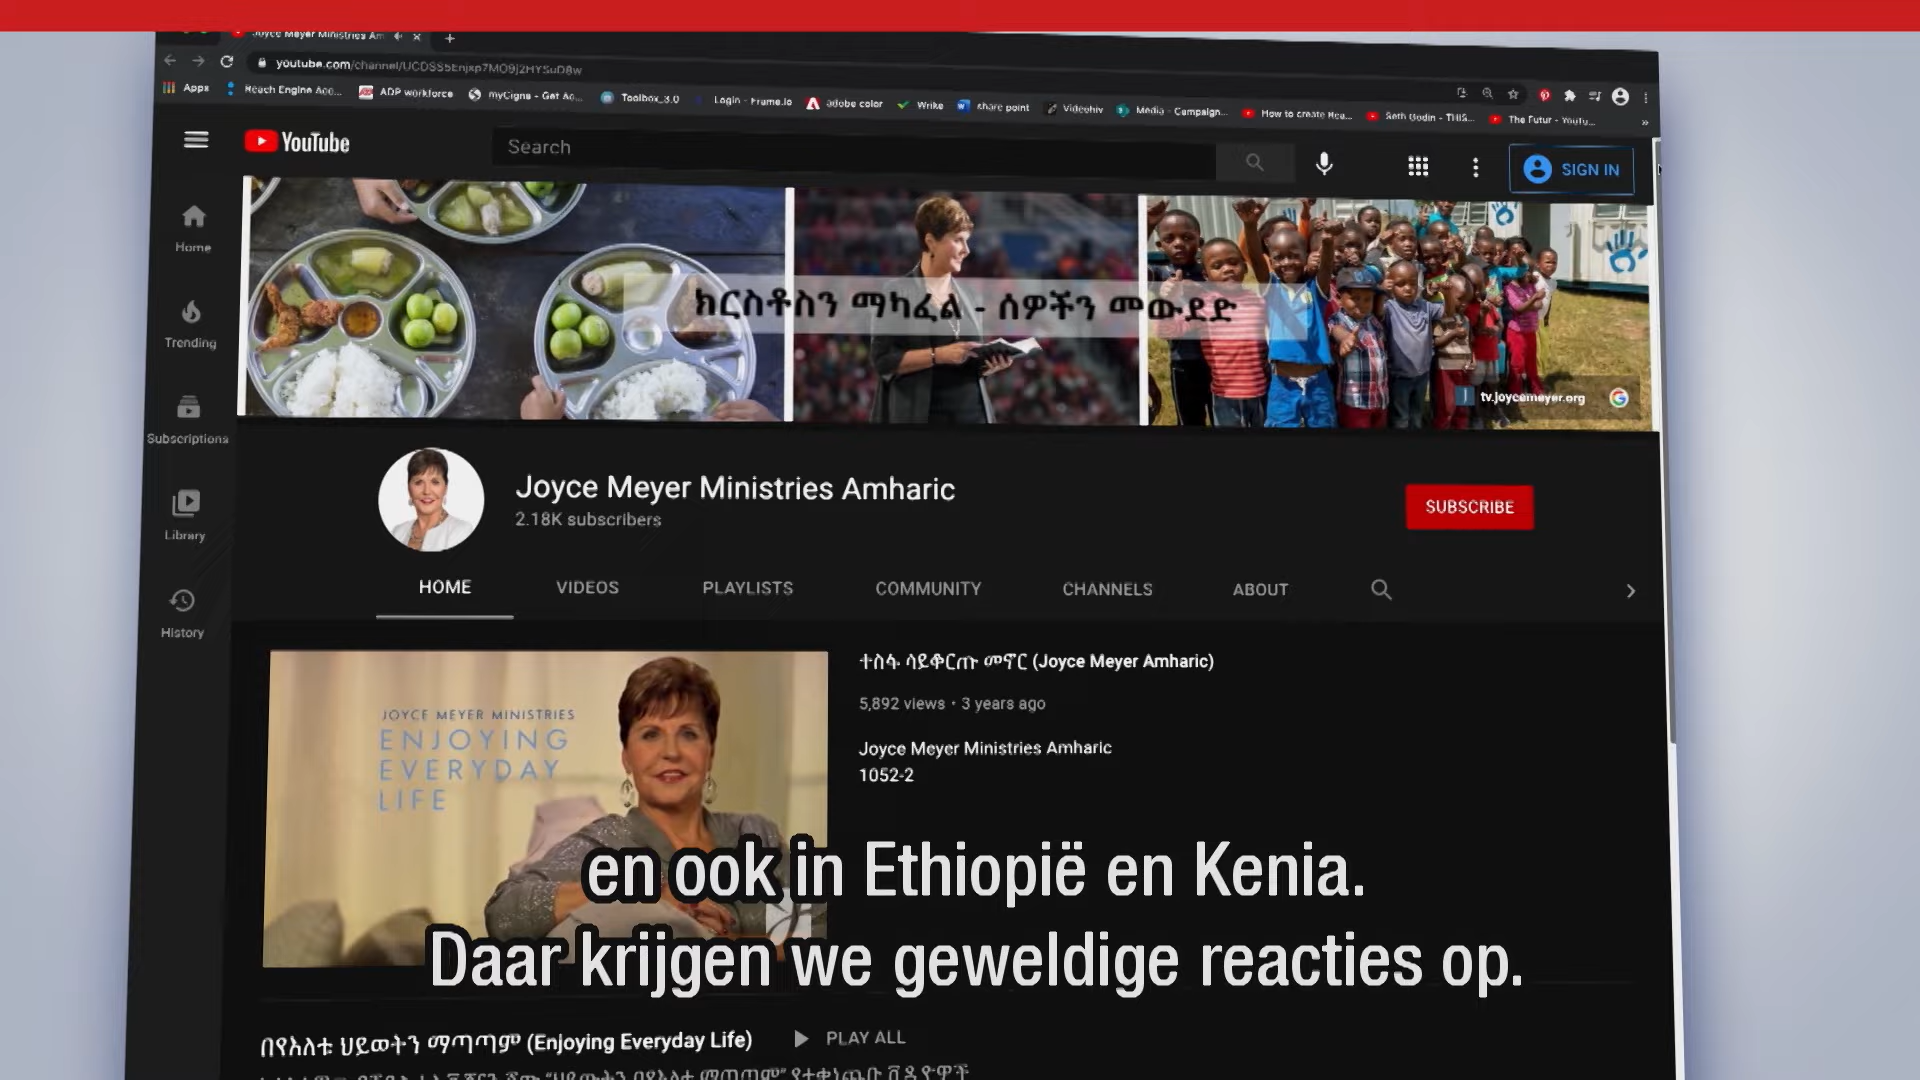 Joyce Meyer Ministries Am
youtube.com/channel/UCDSS5Enjxp7MO9j2HYSuD8w
Apps
Reach Engine Acc...
ADP workforce
myCigna - Get Ac...
Toolbox_3.0
Login - Frame.io
adobe color
Wrike
share point
Videohiv
Media - Campaign...
How to create Rea...
Seth Godin - THIS...
The Futur - YouTu...
YouTube
Search
SIGN IN
Home
Trending
Subscriptions
Library
History
ክርስቶስን ማካፈል - ሰዎችን መውደድ
tv.joycemeyer.org
Joyce Meyer Ministries Amharic
2.18K subscribers
SUBSCRIBE
HOME
VIDEOS
PLAYLISTS
COMMUNITY
CHANNELS
ABOUT
JOYCE MEYER MINISTRIES
ENJOYING
EVERYDAY
LIFE
ተስፋ ሳይቆርጡ መኖር (Joyce Meyer Amharic)
5,892 views • 3 years ago
Joyce Meyer Ministries Amharic
1052-2
en ook in Ethiopië en Kenia.
Daar krijgen we geweldige reacties op.
በየእለቱ ህይወትን ማጣጣም (Enjoying Everyday Life)
PLAY ALL